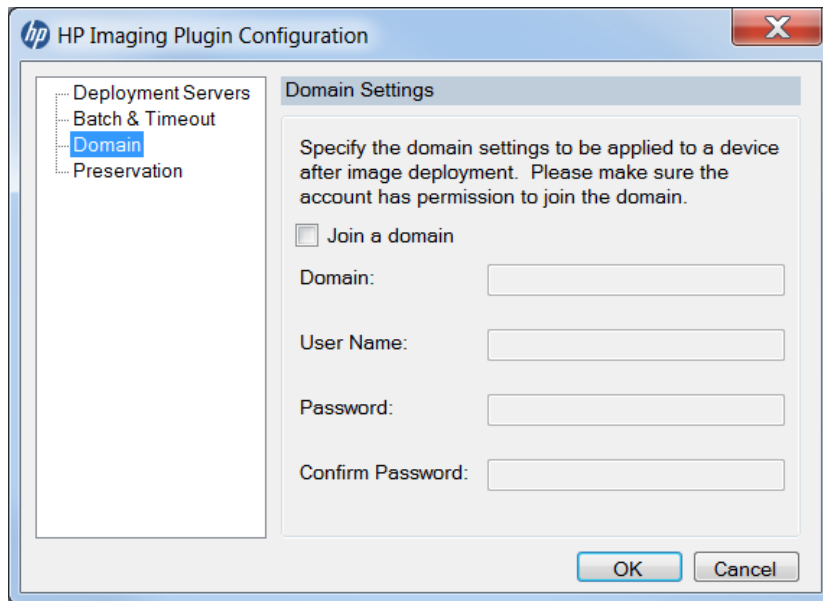 hp HP Imaging Plugin Configuration
Deployment Servers
Batch & Timeout
Domain
Preservation
Domain Settings
Specify the domain settings to be applied to a device
after image deployment. Please make sure the
account has permission to join the domain.
Join a domain
Domain:
User Name:
Password:
Confirm Password:
OK Cancel